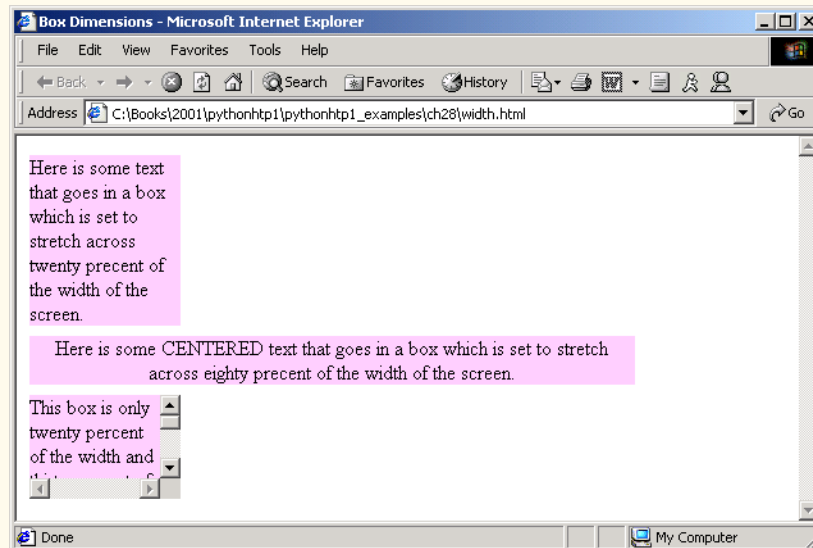 Box Dimensions - Microsoft Internet Explorer
File Edit View Favorites Tools Help
Back Search Favorites History
Address C:\Books\2001\pythonhtp1\pythonhtp1_examples\ch28\width.html Go
Here is some text
that goes in a box
which is set to
stretch across
twenty precent of
the width of the
screen.
Here is some CENTERED text that goes in a box which is set to stretch
across eighty precent of the width of the screen.
This box is only
twenty percent
of the width and
Done My Computer